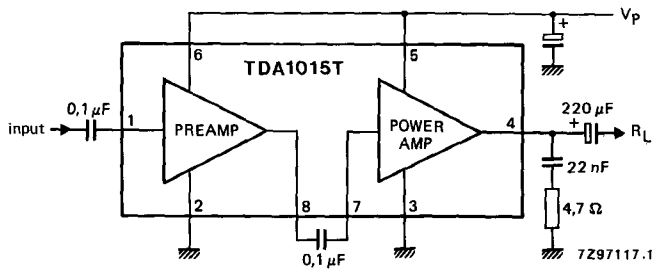 V_P
+
6
5
TDA1015T
0,1 µF
220 µF
input
1
PREAMP
POWER
AMP
4
+
R_L
22 nF
2
8
7
3
4,7 Ω
0,1 µF
7Z97117.1